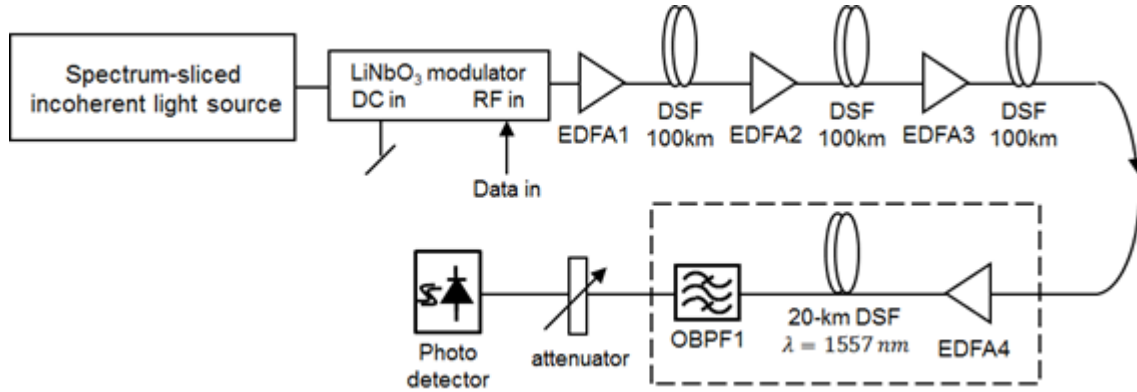 Spectrum-sliced
incoherent light source
LiNbO₃ modulator
DC in RF in
Data in
EDFA1
DSF
100km
EDFA2
DSF
100km
EDFA3
DSF
100km
Photo
detector
attenuator
OBPF1
20-km DSF
λ = 1557 nm
EDFA4